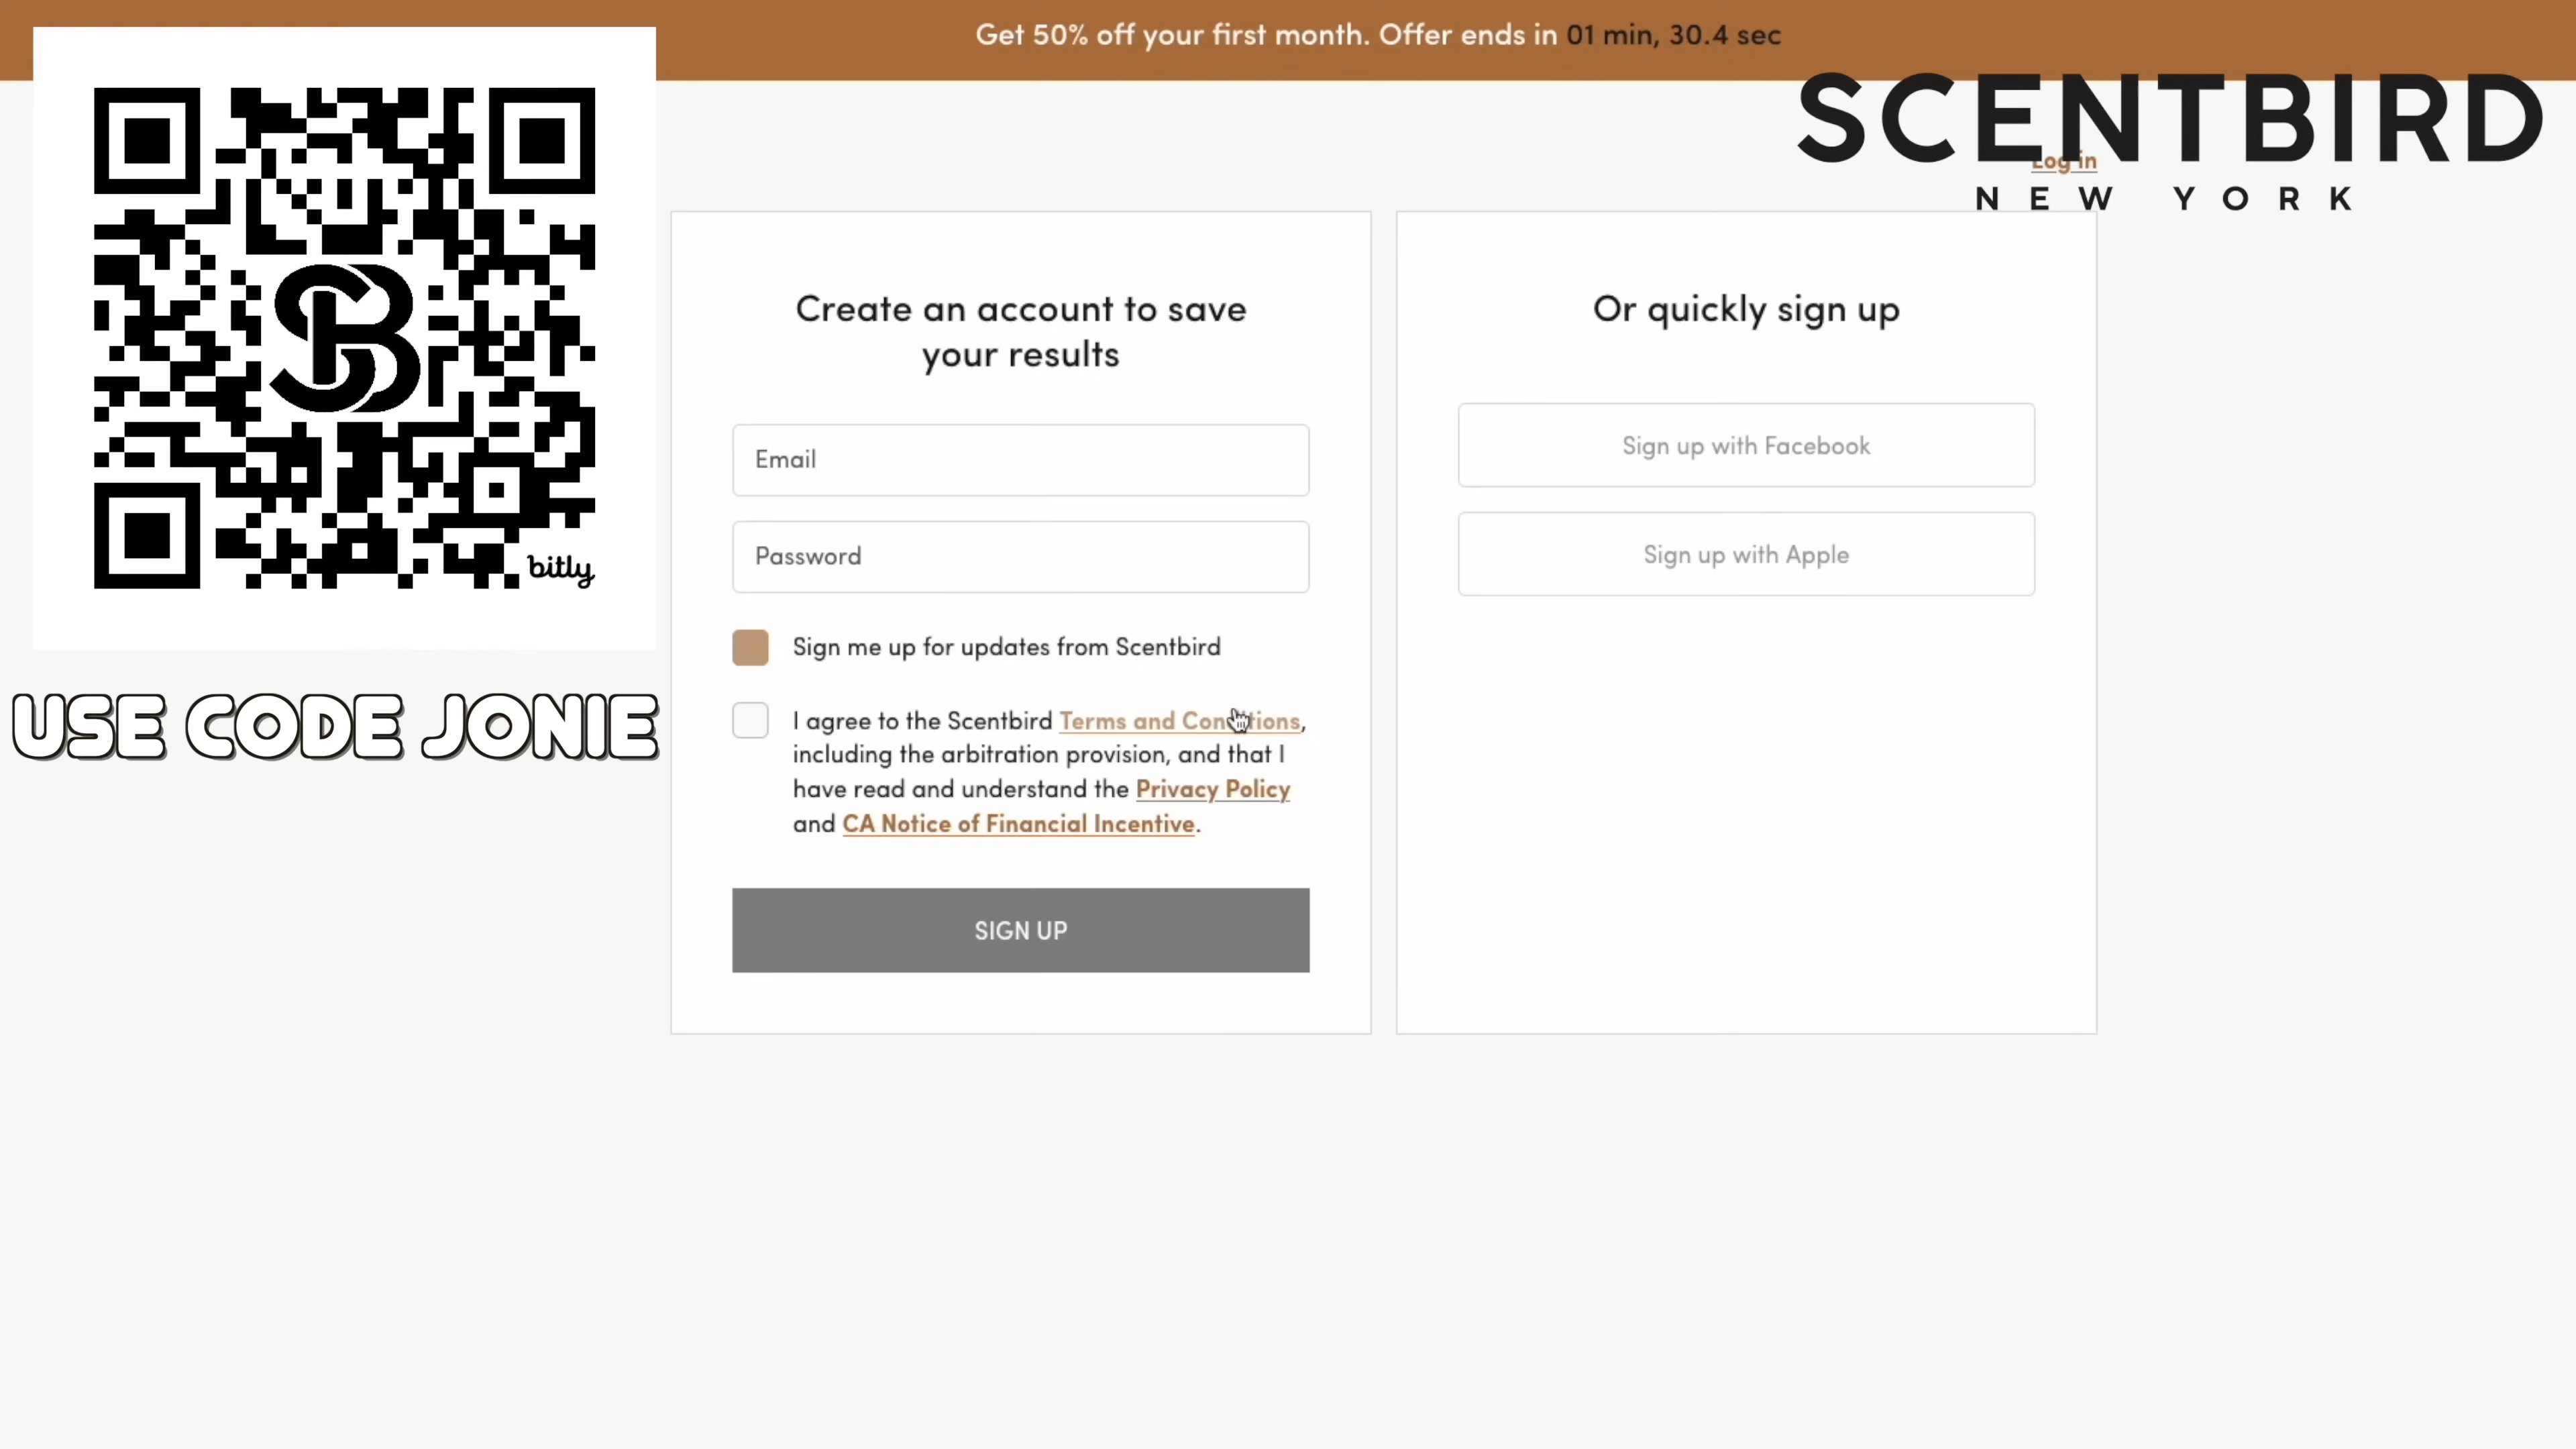 Get 50% off your first month. Offer ends in 01 min, 30.4 sec
SCENTBIRD
NEW YORK
Log in
bitly
USE CODE JONIE
Create an account to save
your results
Email
Password
Sign me up for updates from Scentbird
I agree to the Scentbird Terms and Conditions,
including the arbitration provision, and that I
have read and understand the Privacy Policy
and CA Notice of Financial Incentive.
SIGN UP
Or quickly sign up
Sign up with Facebook
Sign up with Apple